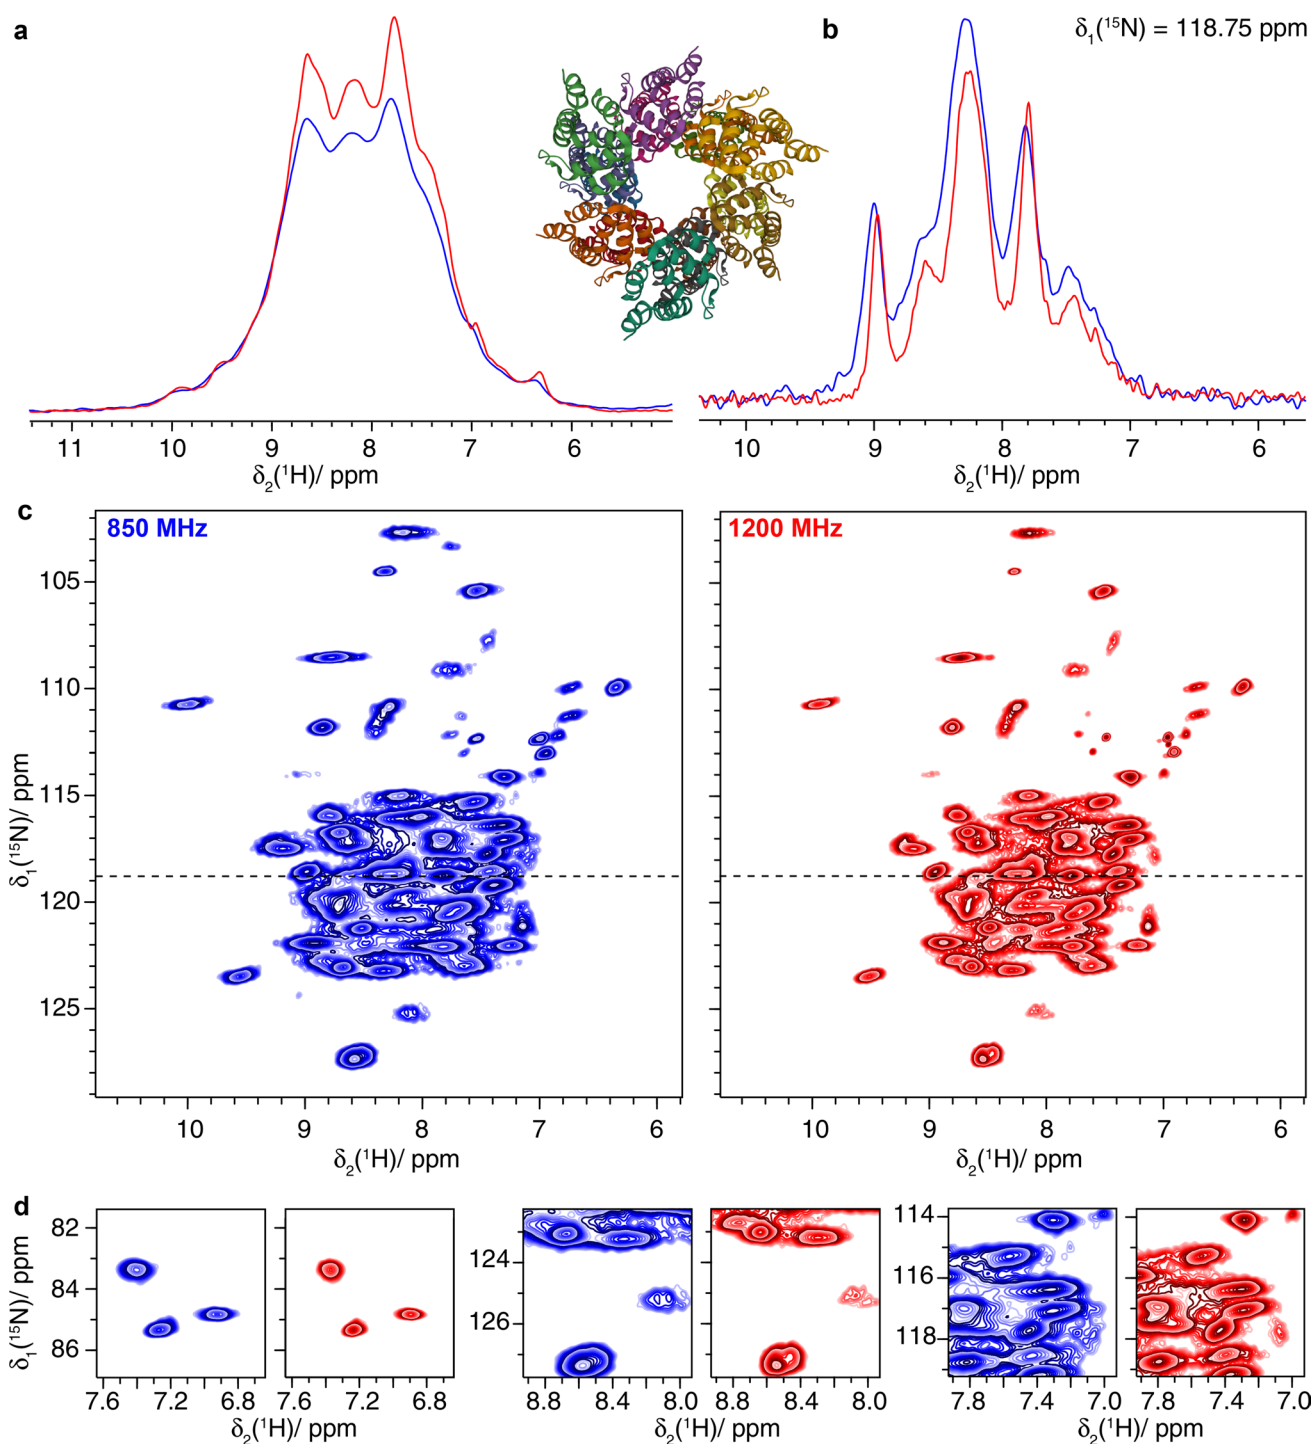 a
b
δ₁(¹⁵N) = 118.75 ppm
11 10 9 8 7 6
δ₂(¹H)/ ppm
10 9 8 7 6
δ₂(¹H)/ ppm
c
850 MHz
1200 MHz
105
110
115
120
125
δ₁(¹⁵N)/ ppm
10 9 8 7 6
δ₂(¹H)/ ppm
10 9 8 7 6
δ₂(¹H)/ ppm
d
82
84
86
δ₁(¹⁵N)/ ppm
7.6 7.2 6.8
7.6 7.2 6.8
δ₂(¹H)/ ppm
124
126
8.8 8.4 8.0
8.8 8.4 8.0
δ₂(¹H)/ ppm
114
116
118
7.8 7.4 7.0
7.8 7.4 7.0
δ₂(¹H)/ ppm